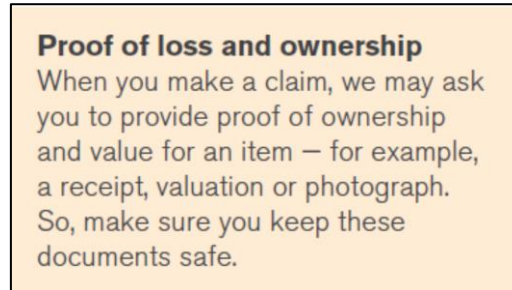 Proof of loss and ownership
When you make a claim, we may ask
you to provide proof of ownership
and value for an item – for example,
a receipt, valuation or photograph.
So, make sure you keep these
documents safe.